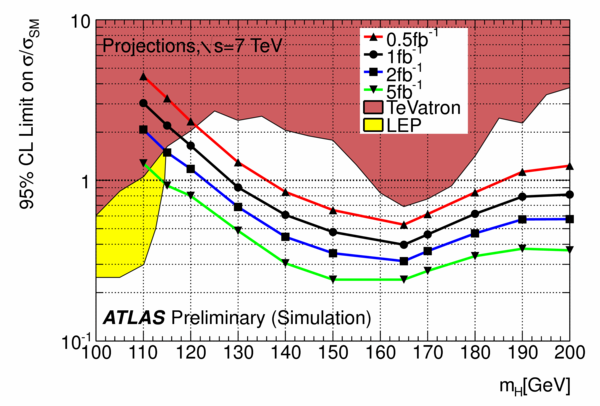 95% CL Limit on σ/σSM
10
1
10-1
Projections,√s=7 TeV
0.5fb-1
1fb-1
2fb-1
5fb-1
TeVatron
LEP
ATLAS Preliminary (Simulation)
100 110 120 130 140 150 160 170 180 190 200
mH[GeV]